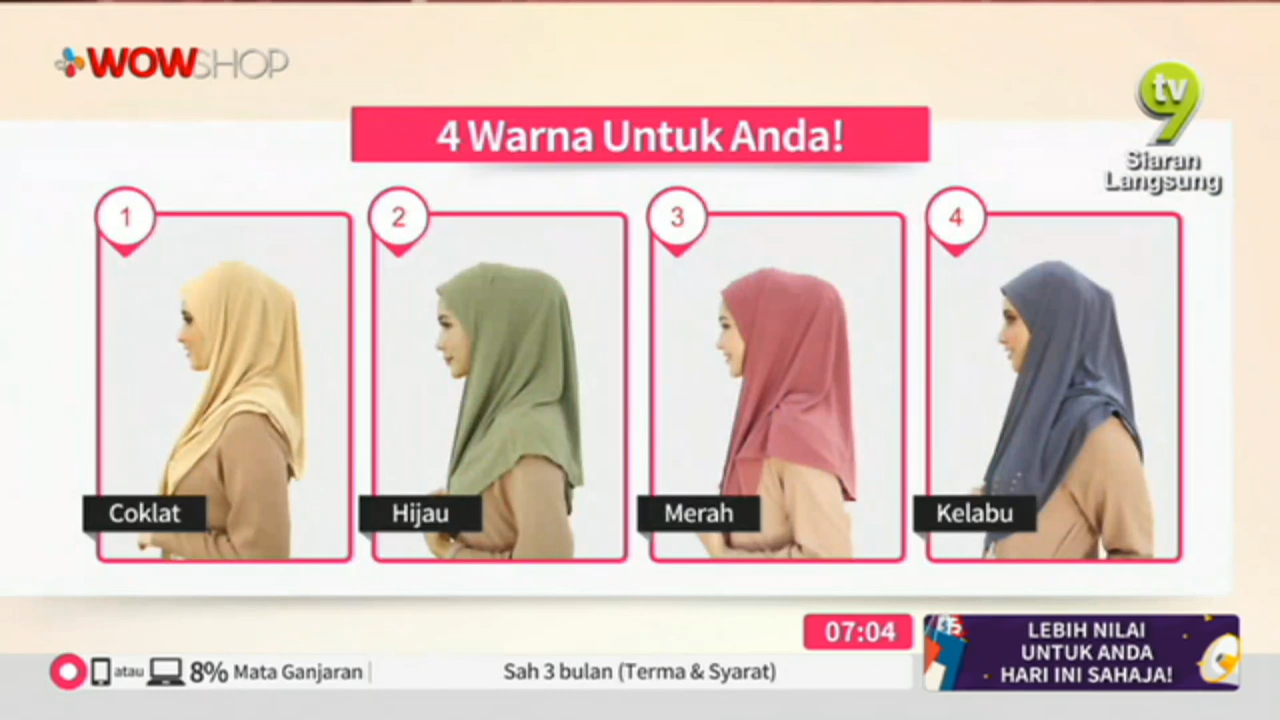 WOWSHOP
tv9
Siaran
Langsung
4 Warna Untuk Anda!
1
2
3
4
Coklat
Hijau
Merah
Kelabu
07:04
atau 8% Mata Ganjaran
Sah 3 bulan (Terma & Syarat)
LEBIH NILAI
UNTUK ANDA
HARI INI SAHAJA!